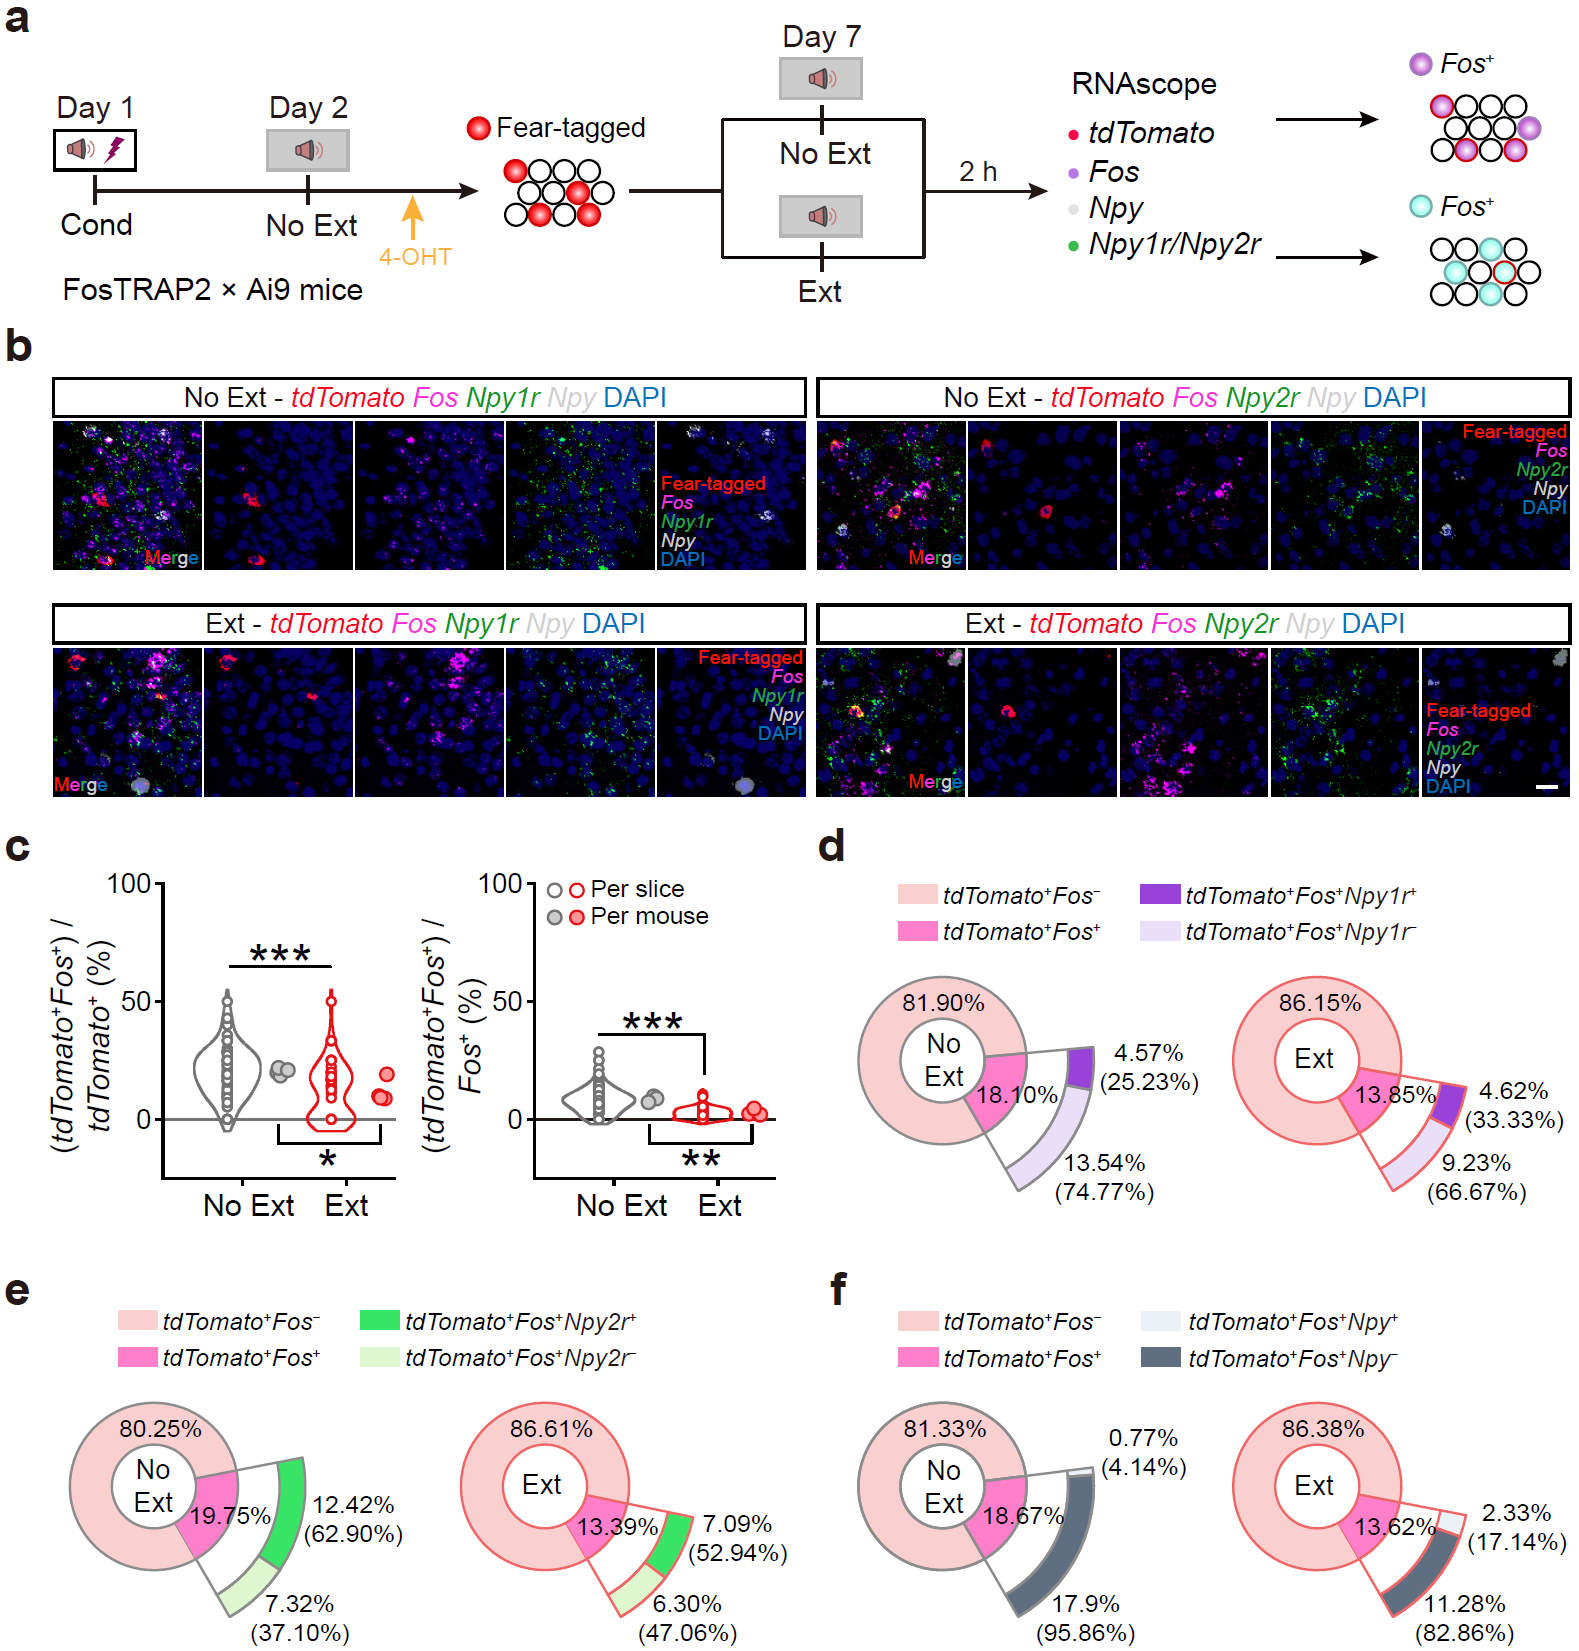 a
Day 1
Day 2
Day 7
Cond
No Ext
4-OHT
FosTRAP2 × Ai9 mice
Fear-tagged
No Ext
Ext
2 h
RNAscope
• tdTomato
• Fos
• Npy
• Npy1r/Npy2r
Fos⁺
Fos⁺
b
No Ext - tdTomato Fos Npy1r Npy DAPI
Merge
Fear-tagged
Fos
Npy1r
Npy
DAPI
No Ext - tdTomato Fos Npy2r Npy DAPI
Merge
Fear-tagged
Fos
Npy2r
Npy
DAPI
Ext - tdTomato Fos Npy1r Npy DAPI
Merge
Fear-tagged
Fos
Npy1r
Npy
DAPI
Ext - tdTomato Fos Npy2r Npy DAPI
Merge
Fear-tagged
Fos
Npy2r
Npy
DAPI
c
(tdTomato⁺Fos⁺) /
tdTomato⁺ (%)
100
50
0
***
*
No Ext
Ext
(tdTomato⁺Fos⁺) /
Fos⁺ (%)
100
50
0
Per slice
Per mouse
***
**
No Ext
Ext
d
tdTomato⁺Fos⁻
tdTomato⁺Fos⁺
tdTomato⁺Fos⁺Npy1r⁺
tdTomato⁺Fos⁺Npy1r⁻
81.90%
No
Ext
18.10%
4.57%
(25.23%)
13.54%
(74.77%)
86.15%
Ext
13.85%
4.62%
(33.33%)
9.23%
(66.67%)
e
tdTomato⁺Fos⁻
tdTomato⁺Fos⁺
tdTomato⁺Fos⁺Npy2r⁺
tdTomato⁺Fos⁺Npy2r⁻
80.25%
No
Ext
19.75%
12.42%
(62.90%)
7.32%
(37.10%)
86.61%
Ext
13.39%
7.09%
(52.94%)
6.30%
(47.06%)
f
tdTomato⁺Fos⁻
tdTomato⁺Fos⁺
tdTomato⁺Fos⁺Npy⁺
tdTomato⁺Fos⁺Npy⁻
81.33%
No
Ext
18.67%
0.77%
(4.14%)
17.9%
(95.86%)
86.38%
Ext
13.62%
2.33%
(17.14%)
11.28%
(82.86%)